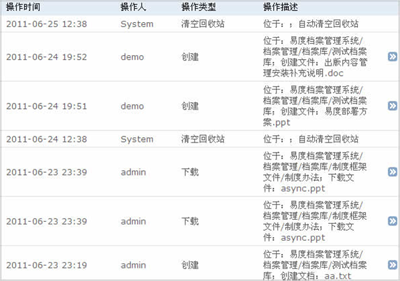 操作时间 操作人 操作类型 操作描述
2011-06-25 12:38 System 清空回收站 位于：；自动清空回收站
2011-06-24 19:52 demo 创建 位于：易度档案管理系统/
档案管理/档案库/测试档案
库；创建文件：出版内容管
理安装补充说明.doc
2011-06-24 19:51 demo 创建 位于：易度档案管理系统/
档案管理/档案库/测试档案
库；创建文件：易度部署方
案.ppt
2011-06-24 12:38 System 清空回收站 位于：；自动清空回收站
2011-06-23 23:39 admin 下载 位于：易度档案管理系统/
档案管理/档案库/制度框架
文件/制度办法；下载文
件：async.ppt
2011-06-23 23:39 admin 下载 位于：易度档案管理系统/
档案管理/档案库/制度框架
文件/制度办法；下载文
件：async.ppt
2011-06-23 23:19 admin 创建 位于：易度档案管理系统/
档案管理/档案库/测试档案
库；创建文档：aa.txt